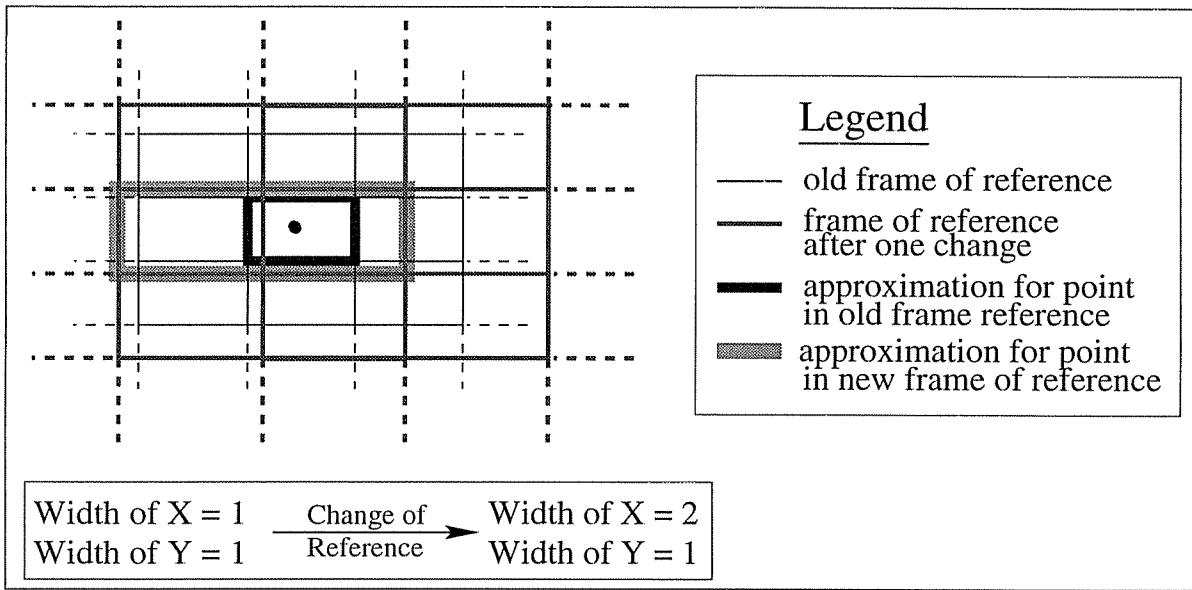 Legend
old frame of reference
frame of reference
after one change
approximation for point
in old frame reference
approximation for point
in new frame of reference
Width of X = 1
Width of Y = 1
Change of
Reference
Width of X = 2
Width of Y = 1